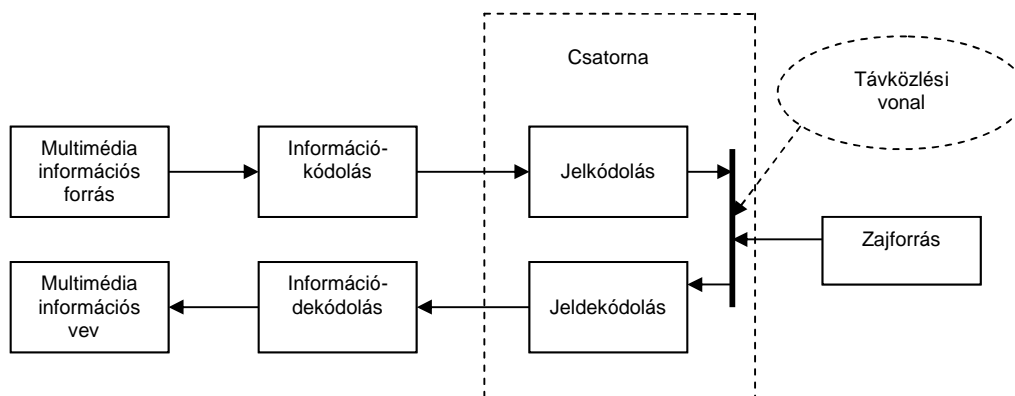 Csatorna
Távközlési
vonal
Multimédia
információs
forrás
Információ-
kódolás
Jelkódolás
Zajforrás
Multimédia
információs
vev
Információ-
dekódolás
Jeldekódolás